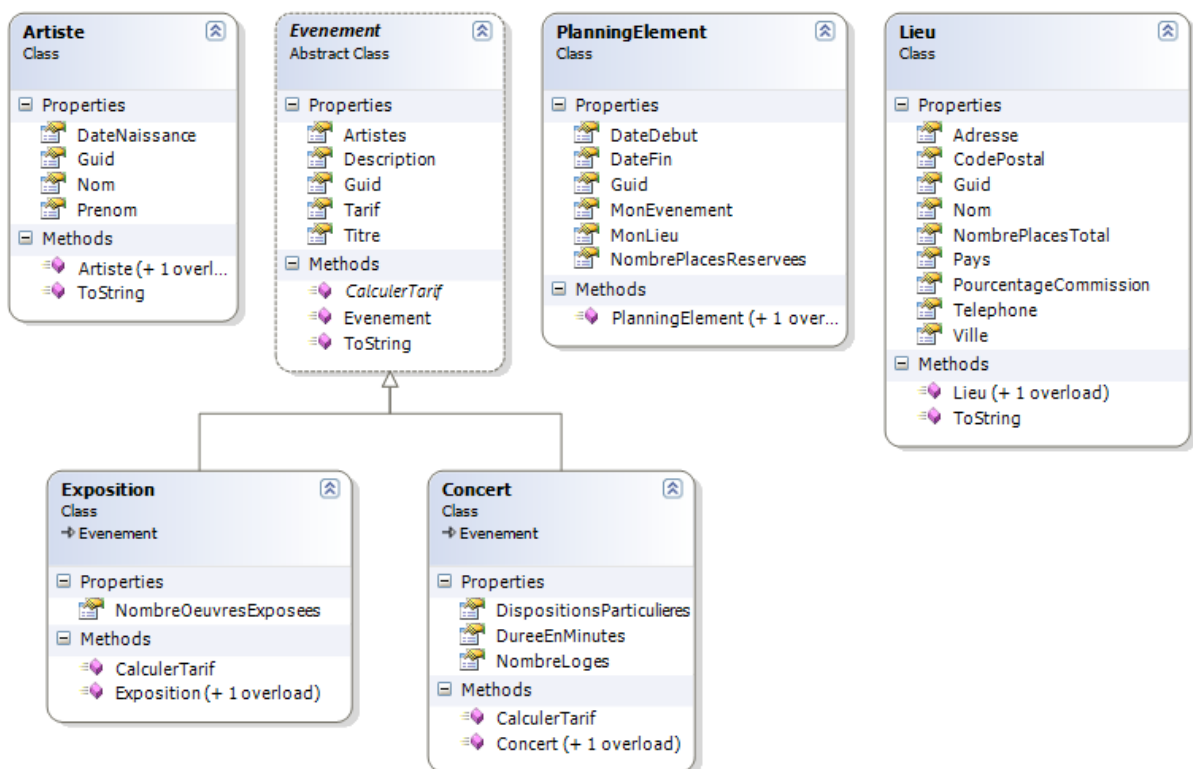 Artiste
Class
Properties
DateNaissance
Guid
Nom
Prenom
Methods
Artiste (+ 1 overl...
ToString
Evenement
Abstract Class
Properties
Artistes
Description
Guid
Tarif
Titre
Methods
CalculerTarif
Evenement
ToString
PlanningElement
Class
Properties
DateDebut
DateFin
Guid
MonEvenement
MonLieu
NombrePlacesReservees
Methods
PlanningElement (+ 1 over...
Lieu
Class
Properties
Adresse
CodePostal
Guid
Nom
NombrePlacesTotal
Pays
PourcentageCommission
Telephone
Ville
Methods
Lieu (+ 1 overload)
ToString
Exposition
Class
Evenement
Properties
NombreOeuvresExposees
Methods
CalculerTarif
Exposition (+ 1 overload)
Concert
Class
Evenement
Properties
DispositionsParticulieres
DureeEnMinutes
NombreLoges
Methods
CalculerTarif
Concert (+ 1 overload)